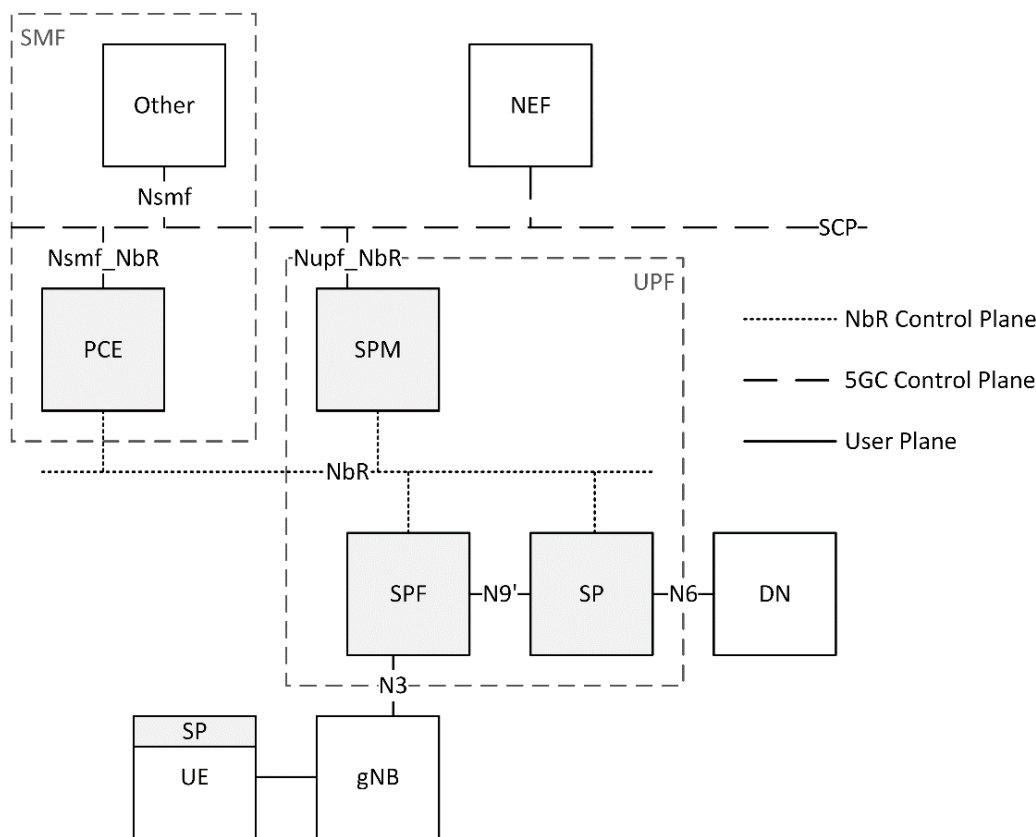 SMF
Other
NEF
Nsmf
SCP
Nsmf_NbR
Nupf_NbR
UPF
PCE
SPM
NbR Control Plane
5GC Control Plane
User Plane
NbR
SPF
N9'
SP
N6
DN
N3
SP
UE
gNB